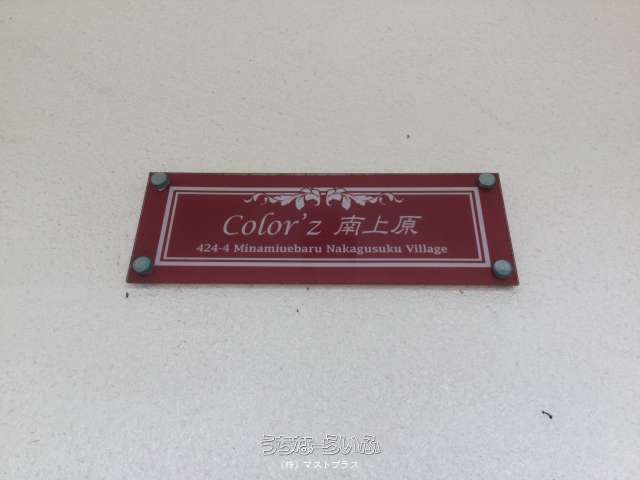 Color'z 南上原
424-4 Minamiuebaru Nakagusuku Village
うちなーらいふ
（株）マストプラス